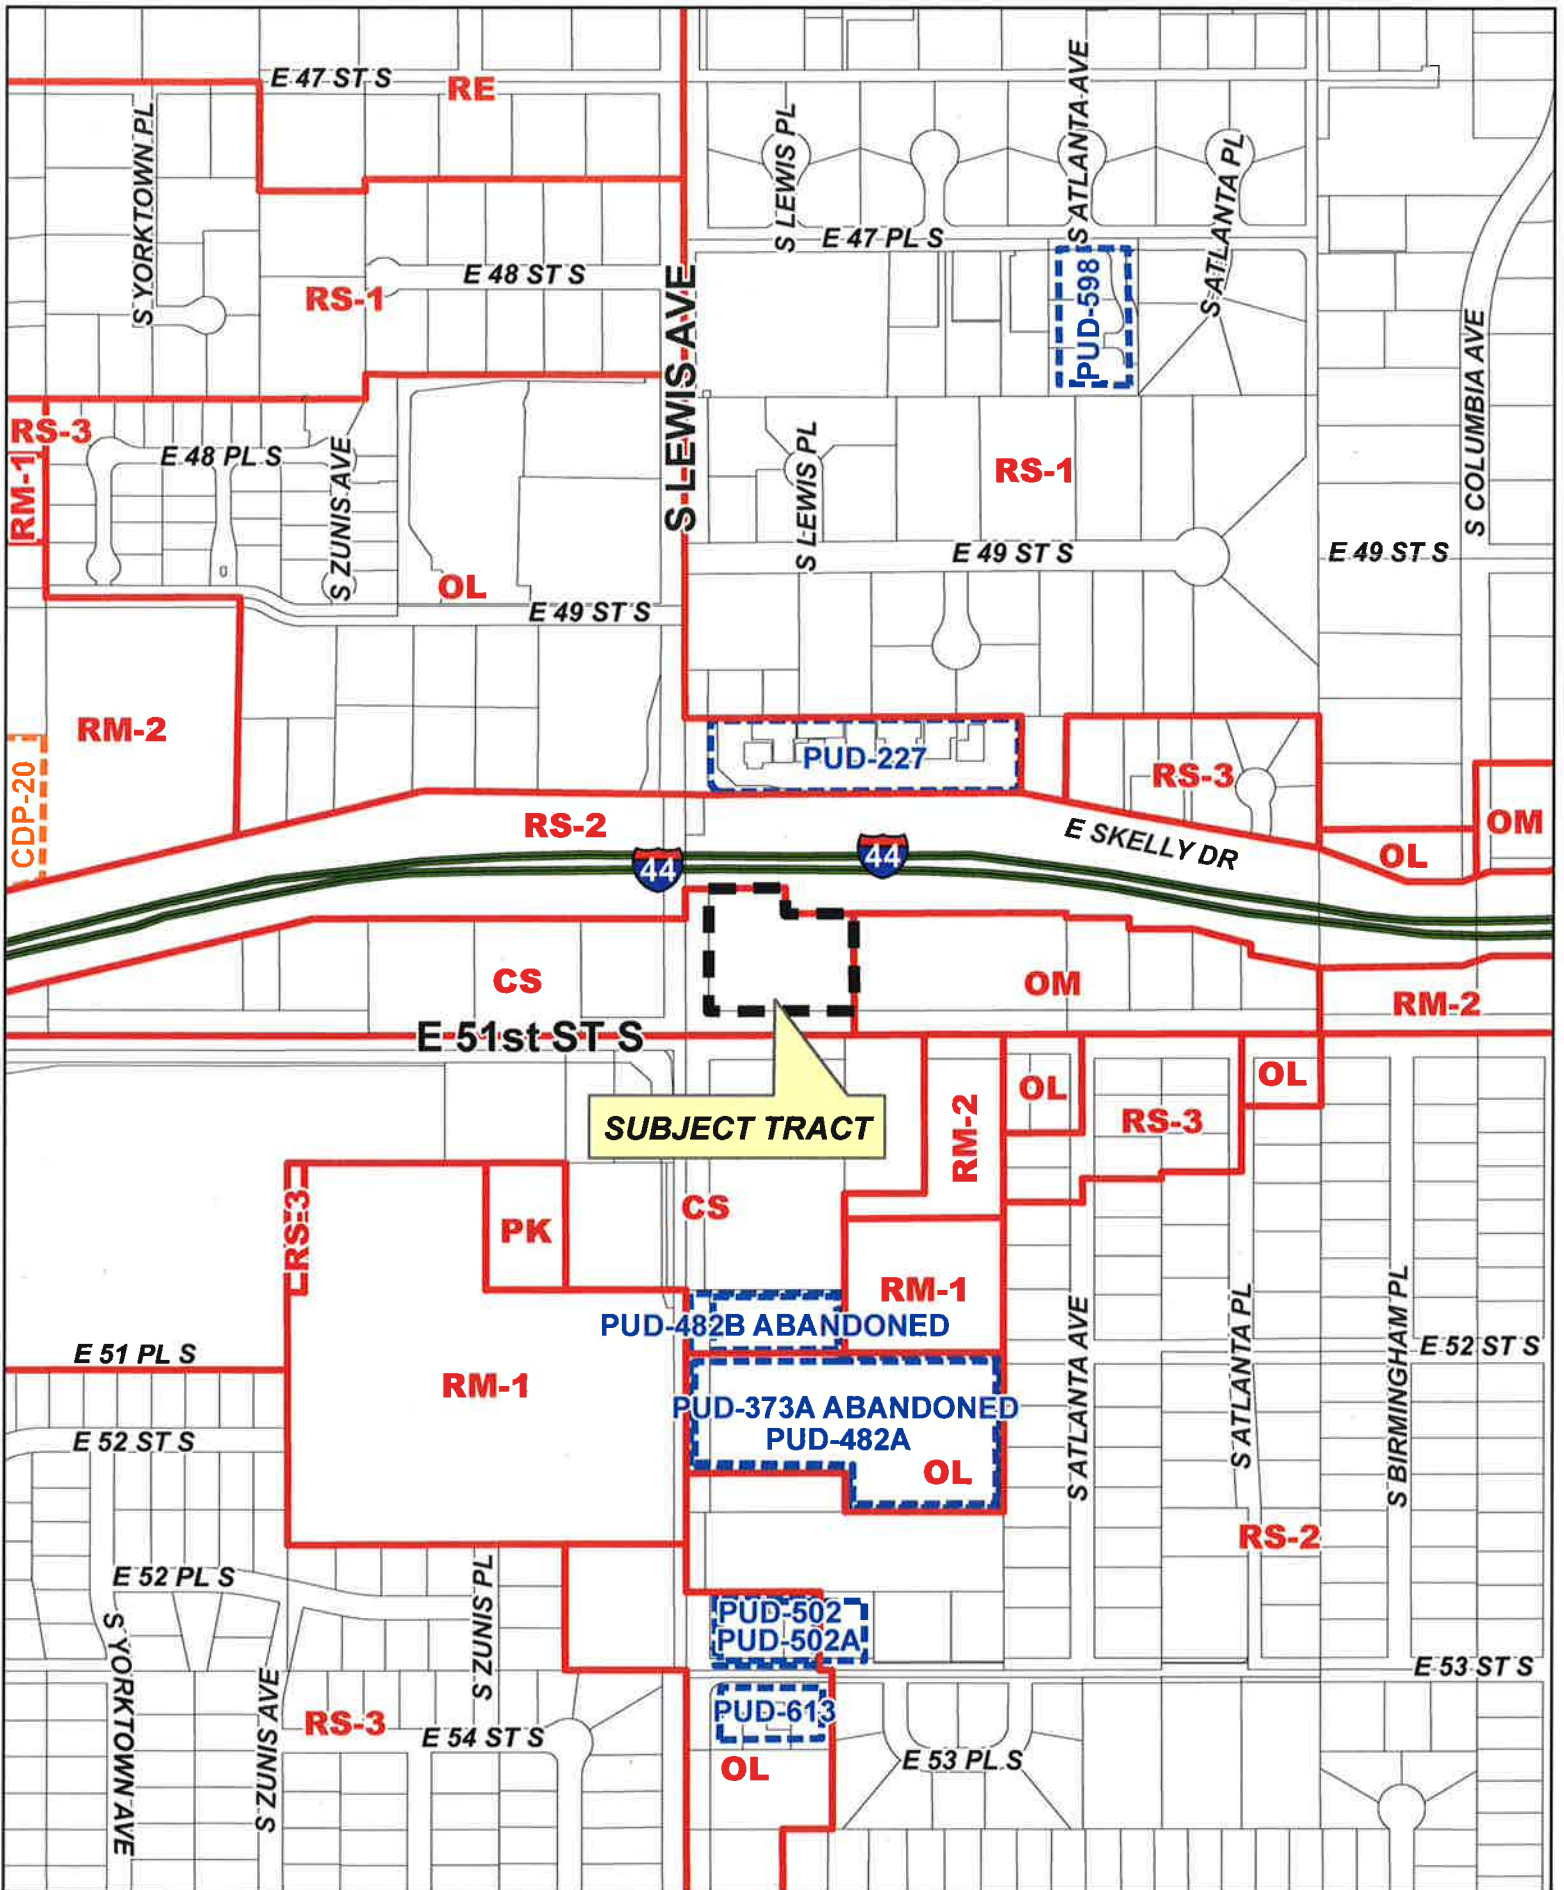 E 47 ST S
RE
S YORKTOWN PL
S LEWIS PL
S ATLANTA AVE
S ATLANTA PL
E 47 PL S
E 48 ST S
RS-1
PUD-598
S LEWIS AVE
S COLUMBIA AVE
RS-3
E 48 PL S
RM-1
S ZUNIS AVE
S LEWIS PL
RS-1
E 49 ST S
E 49 ST S
OL
E 49 ST S
RM-2
PUD-227
RS-3
CDP-20
RS-2
E SKELLY DR
OM
OL
44
44
CS
OM
RM-2
E 51st ST S
SUBJECT TRACT
RM-2
OL
OL
RS-3
RS-3
PK
CS
RM-1
PUD-482B ABANDONED
E 51 PL S
RM-1
S ATLANTA AVE
S ATLANTA PL
S BIRMINGHAM PL
E 52 ST S
PUD-373A ABANDONED
PUD-482A
OL
E 52 ST S
RS-2
E 52 PL S
S ZUNIS PL
PUD-502
PUD-502A
S YORKTOWN AVE
S ZUNIS AVE
E 53 ST S
RS-3
E 54 ST S
PUD-613
OL
E 53 PL S